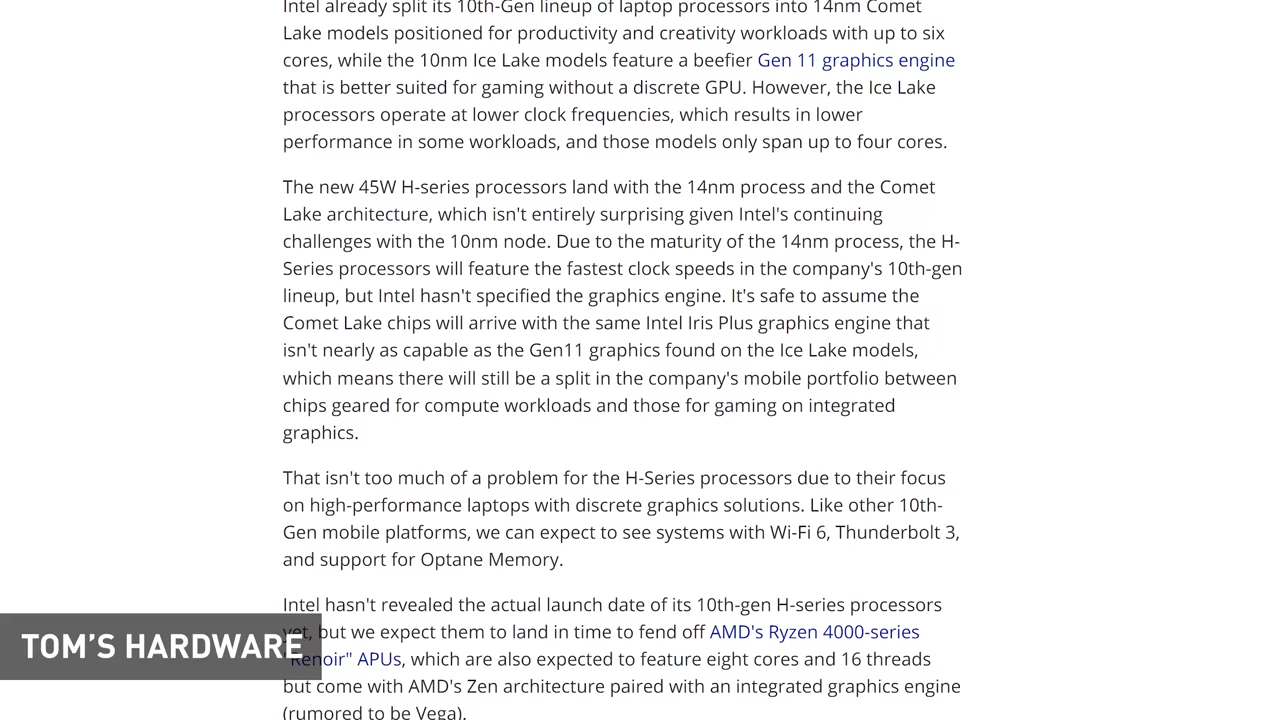 Intel already split its 10th-Gen lineup of laptop processors into 14nm Comet
Lake models positioned for productivity and creativity workloads with up to six
cores, while the 10nm Ice Lake models feature a beefier Gen 11 graphics engine
that is better suited for gaming without a discrete GPU. However, the Ice Lake
processors operate at lower clock frequencies, which results in lower
performance in some workloads, and those models only span up to four cores.
The new 45W H-series processors land with the 14nm process and the Comet
Lake architecture, which isn't entirely surprising given Intel's continuing
challenges with the 10nm node. Due to the maturity of the 14nm process, the H-
Series processors will feature the fastest clock speeds in the company's 10th-gen
lineup, but Intel hasn't specified the graphics engine. It's safe to assume the
Comet Lake chips will arrive with the same Intel Iris Plus graphics engine that
isn't nearly as capable as the Gen11 graphics found on the Ice Lake models,
which means there will still be a split in the company's mobile portfolio between
chips geared for compute workloads and those for gaming on integrated
graphics.
That isn't too much of a problem for the H-Series processors due to their focus
on high-performance laptops with discrete graphics solutions. Like other 10th-
Gen mobile platforms, we can expect to see systems with Wi-Fi 6, Thunderbolt 3,
and support for Optane Memory.
Intel hasn't revealed the actual launch date of its 10th-gen H-series processors
yet, but we expect them to land in time to fend off AMD's Ryzen 4000-series
"Renoir" APUs, which are also expected to feature eight cores and 16 threads
but come with AMD's Zen architecture paired with an integrated graphics engine
(rumored to be Vega).
TOM'S HARDWARE